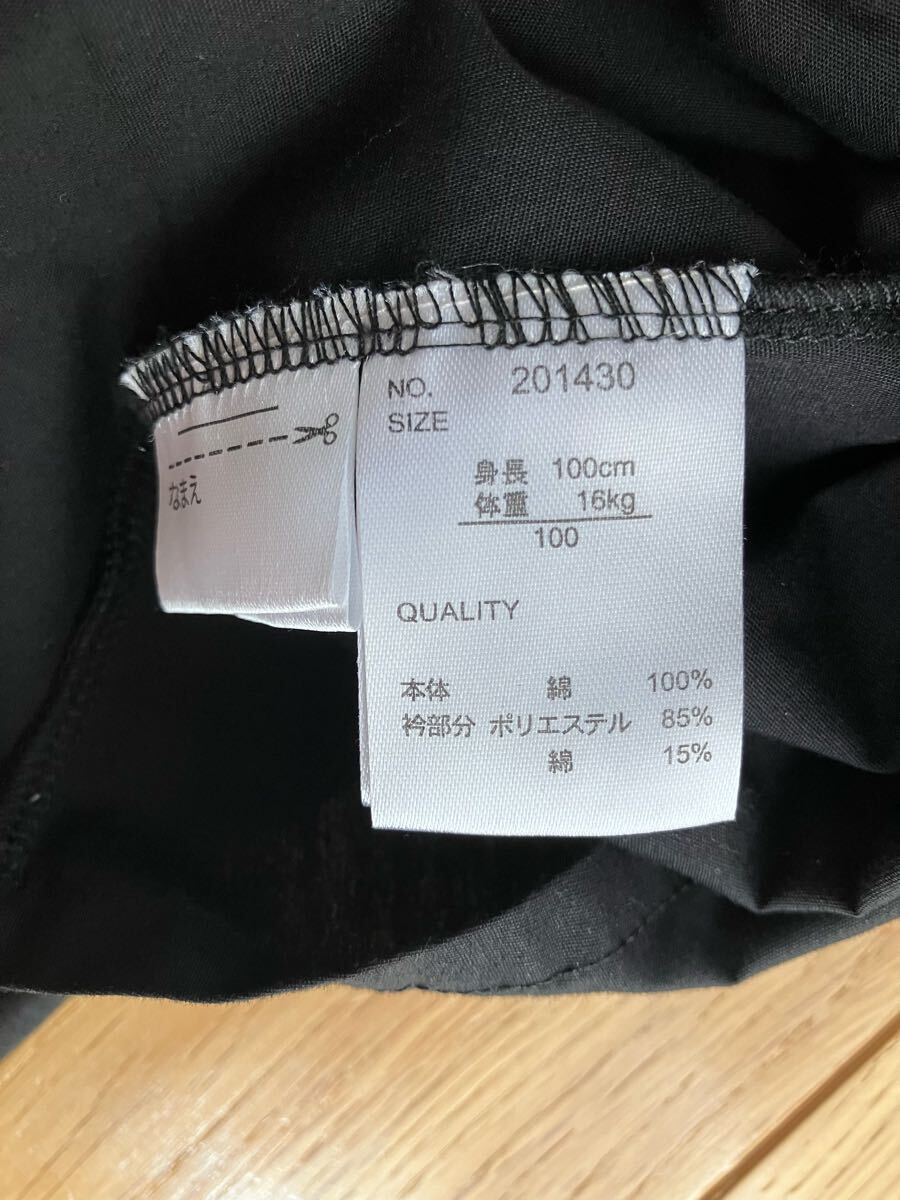 なまえ
NO. 201430
SIZE
身長 100cm
体重 16kg
100
QUALITY
本体 綿 100%
衿部分 ポリエステル 85%
綿 15%